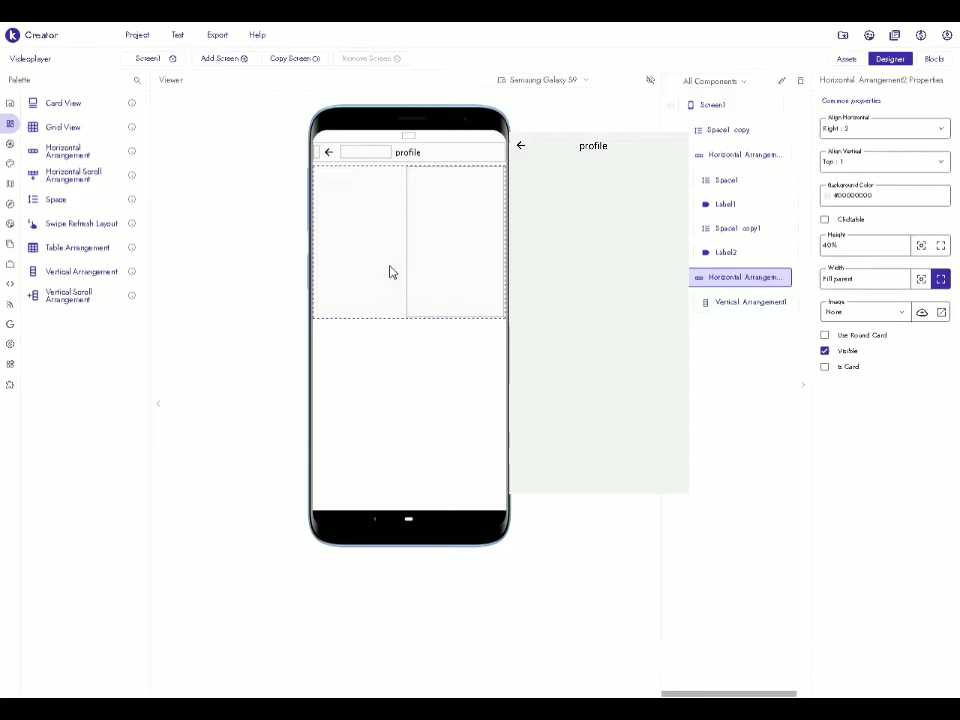 Creator
Project
Test
Export
Help
Videoplayer
Screen1
Add Screen
Copy Screen
Remove Screen
Assets
Designer
Blocks
Palette
Viewer
Samsung Galaxy S9
All Components
Horizontal Arrangement2 Properties
Card View
Grid View
Horizontal
Arrangement
Horizontal Scroll
Arrangement
Space
Swipe Refresh Layout
Table Arrangement
Vertical Arrangement
Vertical Scroll
Arrangement
profile
profile
Screen1
Space1 copy
Horizontal Arrangem...
Space1
Label1
Space1 copy1
Label2
Horizontal Arrangem...
Vertical Arrangement1
Common properties
Align Horizontal
Right : 2
Align Vertical
Top : 1
Background Color
#00000000
Clickable
Height
40%
Width
Fill parent
Image
None
Use Round Card
Visible
Is Card